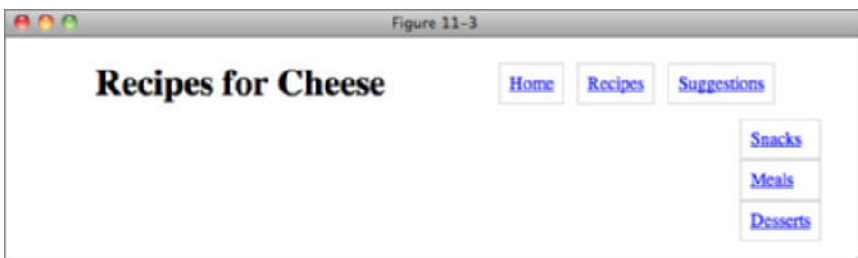 Figure 11–3
Recipes for Cheese
Home Recipes Suggestions
Snacks
Meals
Desserts